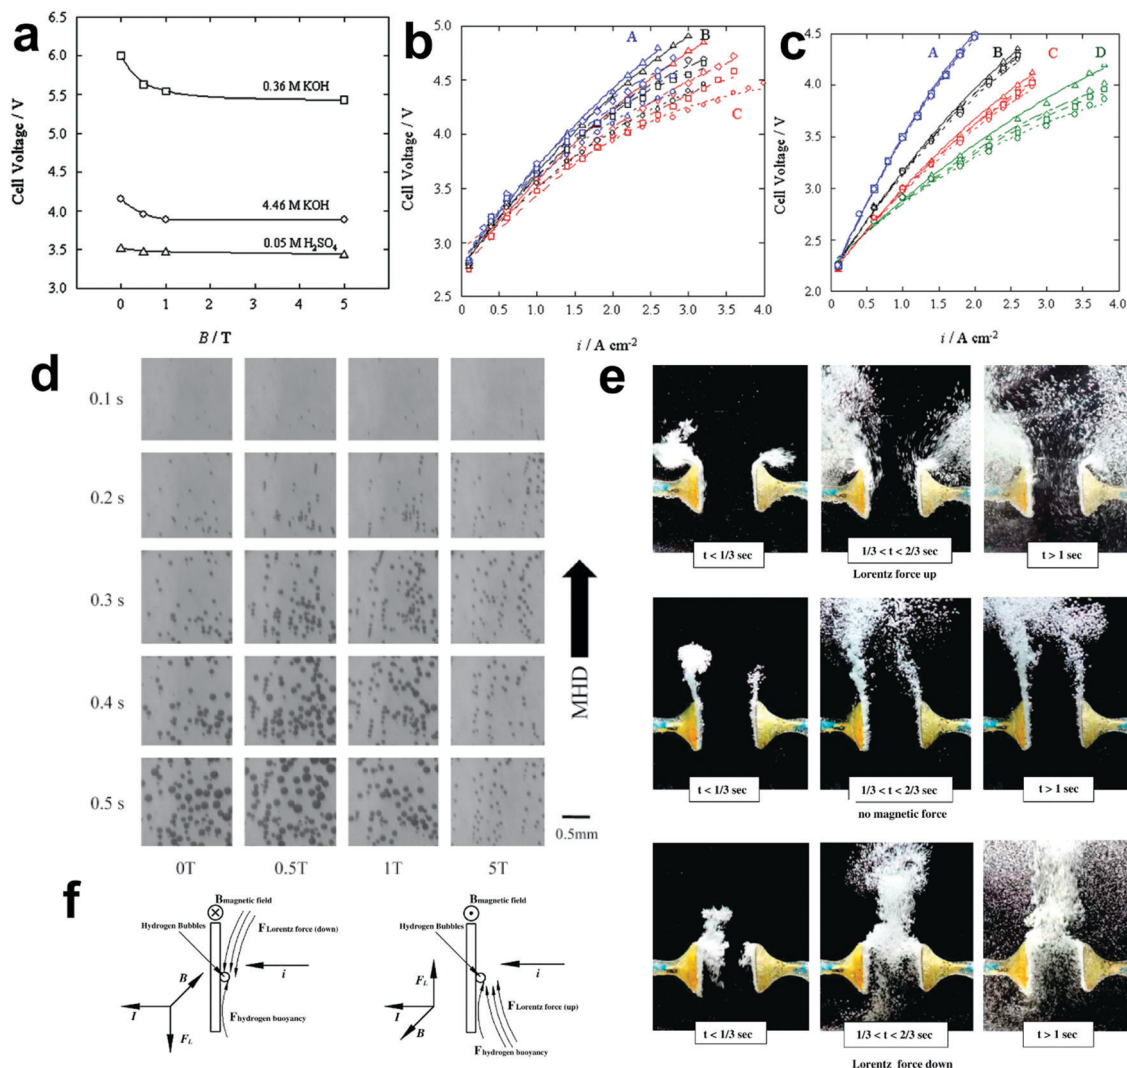 a
6.5
6.0
5.5
5.0
4.5
4.0
3.5
3.0
Cell Voltage / V
0.36 M KOH
4.46 M KOH
0.05 M H₂SO₄
0 1 2 3 4 5
B / T
b
5.0
4.5
4.0
3.5
3.0
2.5
Cell Voltage / V
A
B
C
0.0 0.5 1.0 1.5 2.0 2.5 3.0 3.5 4.0
i / A cm⁻²
c
4.5
4.0
3.5
3.0
2.5
2.0
Cell Voltage / V
A
B
C
D
0.0 0.5 1.0 1.5 2.0 2.5 3.0 3.5 4.0
i / A cm⁻²
d
0.1 s
0.2 s
0.3 s
0.4 s
0.5 s
0T 0.5T 1T 5T
MHD
0.5mm
e
t < 1/3 sec
1/3 < t < 2/3 sec
t > 1 sec
Lorentz force up
t < 1/3 sec
1/3 < t < 2/3 sec
t > 1 sec
no magnetic force
t < 1/3 sec
1/3 < t < 2/3 sec
t > 1 sec
Lorentz force down
f
B magnetic field
Hydrogen Bubbles
F Lorentz force (down)
B
i
I
F_L
F hydrogen buoyancy
B magnetic field
Hydrogen Bubbles
F_L
i
I
B
F Lorentz force (up)
F hydrogen buoyancy